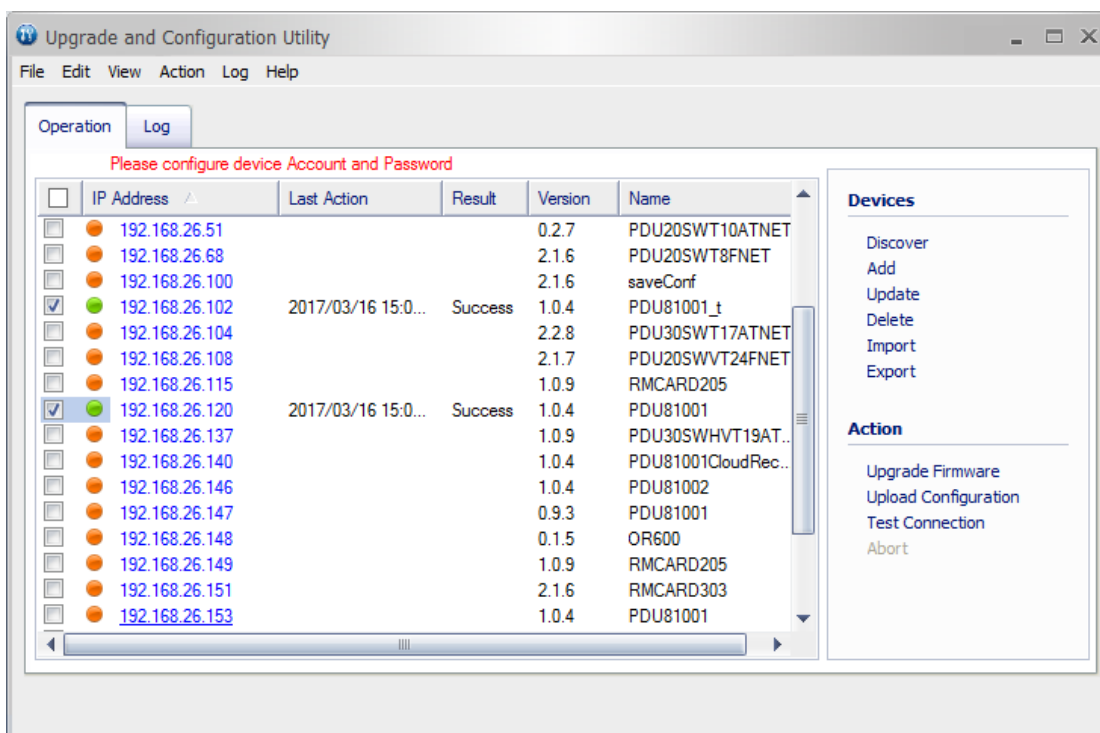 Upgrade and Configuration Utility
File Edit View Action Log Help
Operation Log
Please configure device Account and Password
IP Address Last Action Result Version Name
192.168.26.51 0.2.7 PDU20SWT10ATNET
192.168.26.68 2.1.6 PDU20SWT8FNET
192.168.26.100 2.1.6 saveConf
192.168.26.102 2017/03/16 15:0... Success 1.0.4 PDU81001_t
192.168.26.104 2.2.8 PDU30SWT17ATNET
192.168.26.108 2.1.7 PDU20SWVT24FNET
192.168.26.115 1.0.9 RMCARD205
192.168.26.120 2017/03/16 15:0... Success 1.0.4 PDU81001
192.168.26.137 1.0.9 PDU30SWHVT19AT...
192.168.26.140 1.0.4 PDU81001CloudRec...
192.168.26.146 1.0.4 PDU81002
192.168.26.147 0.9.3 PDU81001
192.168.26.148 0.1.5 OR600
192.168.26.149 1.0.9 RMCARD205
192.168.26.151 2.1.6 RMCARD303
192.168.26.153 1.0.4 PDU81001
Devices
Discover
Add
Update
Delete
Import
Export
Action
Upgrade Firmware
Upload Configuration
Test Connection
Abort